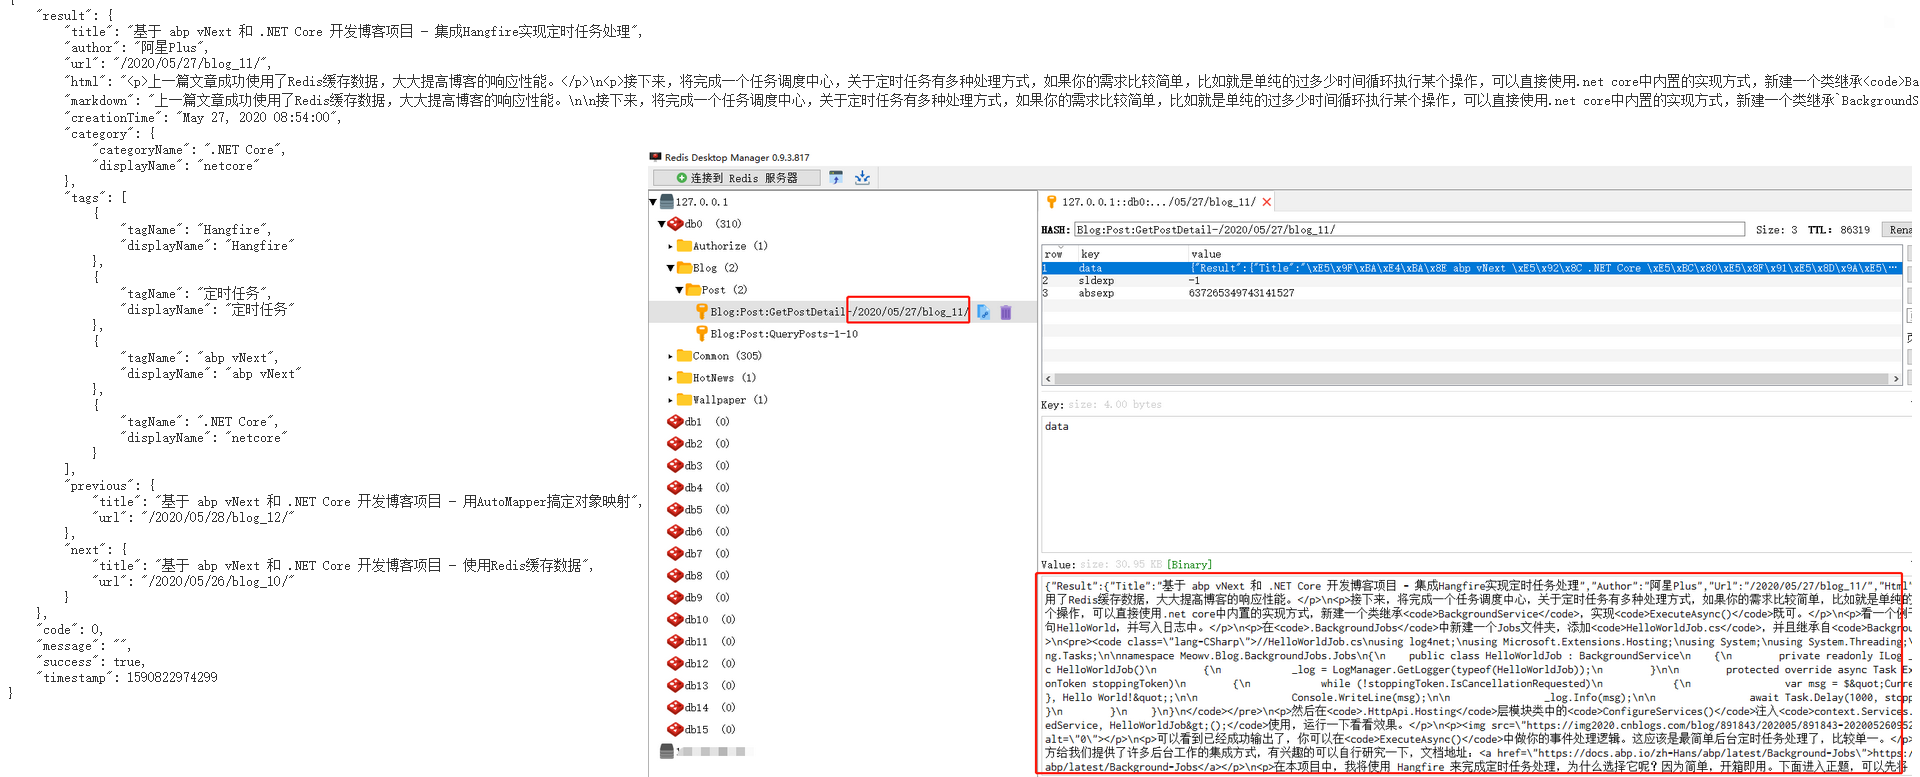 {
"result": {
"title": "基于 abp vNext 和 .NET Core 开发博客项目 - 集成Hangfire实现定时任务处理",
"author": "阿星Plus",
"url": "/2020/05/27/blog_11/",
"html": "<p>上一篇文章成功使用了Redis缓存数据，大大提高博客的响应性能。</p>\n<p>接下来，将完成一个任务调度中心，关于定时任务有多种处理方式，如果你的需求比较简单，比如就是单纯的过多少时间循环执行某个操作，可以直接使用.net core中内置的实现方式，新建一个类继承<code>Ba
"markdown": "上一篇文章成功使用了Redis缓存数据，大大提高博客的响应性能。\n\n接下来，将完成一个任务调度中心，关于定时任务有多种处理方式，如果你的需求比较简单，比如就是单纯的过多少时间循环执行某个操作，可以直接使用.net core中内置的实现方式，新建一个类继承`BackgroundS
"creationTime": "May 27, 2020 08:54:00",
"category": {
"categoryName": ".NET Core",
"displayName": "netcore"
},
"tags": [
{
"tagName": "Hangfire",
"displayName": "Hangfire"
},
{
"tagName": "定时任务",
"displayName": "定时任务"
},
{
"tagName": "abp vNext",
"displayName": "abp vNext"
},
{
"tagName": ".NET Core",
"displayName": "netcore"
}
],
"previous": {
"title": "基于 abp vNext 和 .NET Core 开发博客项目 - 用AutoMapper搞定对象映射",
"url": "/2020/05/28/blog_12/"
},
"next": {
"title": "基于 abp vNext 和 .NET Core 开发博客项目 - 使用Redis缓存数据",
"url": "/2020/05/26/blog_10/"
}
},
"code": 0,
"message": "",
"success": true,
"timestamp": 1590822974299
}
Redis Desktop Manager 0.9.3.817
连接到 Redis 服务器
127.0.0.1
db0 (310)
Authorize (1)
Blog (2)
Post (2)
Blog:Post:GetPostDetail-/2020/05/27/blog_11/
Blog:Post:QueryPosts-1-10
Common (305)
HotNews (1)
Wallpaper (1)
db1 (0)
db2 (0)
db3 (0)
db4 (0)
db5 (0)
db6 (0)
db7 (0)
db8 (0)
db9 (0)
db10 (0)
db11 (0)
db12 (0)
db13 (0)
db14 (0)
db15 (0)
127.0.0.1::db0:.../05/27/blog_11/
HASH: Blog:Post:GetPostDetail-/2020/05/27/blog_11/ Size: 3 TTL: 86319 Rena
row key value
1 data {"Result":{"Title":"\xE5\x9F\xBA\xE4\xBA\x8E abp vNext \xE5\x92\x8C .NET Core \xE5\xBC\x80\xE5\x8F\x91\xE5\x8D\x9A\xE5\…
2 sldexp -1
3 absexp 637265349743141527
Key: size: 4.00 bytes
data
Value: size: 30.95 KB [Binary]
{"Result":{"Title":"基于 abp vNext 和 .NET Core 开发博客项目 - 集成Hangfire实现定时任务处理","Author":"阿星Plus","Url":"/2020/05/27/blog_11/","Html"
用了Redis缓存数据，大大提高博客的响应性能。</p>\n<p>接下来，将完成一个任务调度中心，关于定时任务有多种处理方式，如果你的需求比较简单，比如就是单纯的
个操作，可以直接使用.net core中内置的实现方式，新建一个类继承<code>BackgroundService</code>，实现<code>ExecuteAsync()</code>既可。</p>\n<p>看一个例子
句HelloWorld，并写入日志中。</p>\n<p>在<code>.BackgroundJobs</code>中新建一个Jobs文件夹，添加<code>HelloWorldJob.cs</code>，并且继承自<code>Backgro
>\n<pre><code class=\"lang=CSharp\">//HelloWorldJob.cs\nusing log4net;\nusing Microsoft.Extensions.Hosting;\nusing System;\nusing System.Threading;\
ng.Tasks;\n\nnamespace Meowv.Blog.BackgroundJobs.Jobs\n{\n public class HelloWorldJob : BackgroundService\n {\n private readonly ILog _
c HelloWorldJob()\n {\n _log = LogManager.GetLogger(typeof(HelloWorldJob));\n }\n\n protected override async Task Ex
onToken stoppingToken)\n {\n while (!stoppingToken.IsCancellationRequested)\n {\n var msg = $&quot;Curre
}, Hello World!&quot;;\n\n Console.WriteLine(msg);\n\n _log.Info(msg);\n\n await Task.Delay(1000, stopp
}\n }\n }\n}\n</code></pre>\n<p>然后在<code>.HttpApi.Hosting</code>层模块类中的<code>ConfigureServices()</code>注入<code>context.Services.
edService, HelloWorldJob&gt;();</code>使用，运行一下看看效果。</p>\n<p><img src=\"https://img2020.cnblogs.com/blog/891843/202005/891843-202005260952
alt=\"0\"></p>\n<p>可以看到已经成功输出了，你可以在<code>ExecuteAsync()</code>中做你的事件处理逻辑。这应该是最简单后台定时任务处理了，比较单一。</p>\n
方给我们提供了许多后台工作的集成方式，有兴趣的可以自行研究一下，文档地址：<a href=\"https://docs.abp.io/zh-Hans/abp/latest/Background-Jobs\">https:/
abp/latest/Background-Jobs</a></p>\n<p>在本项目中，我将使用 Hangfire 来完成定时任务处理，为什么选择它呢？因为简单，开箱即用。下面进入正题，可以先将